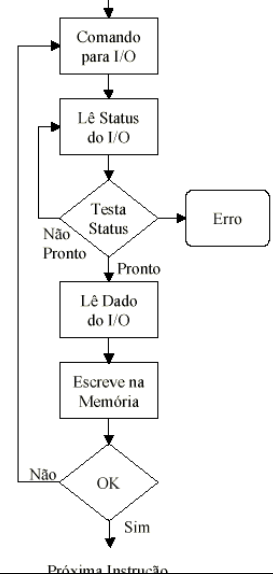 Comando
para I/O
Lê Status
do I/O
Testa
Status
Erro
Não
Pronto
Pronto
Lê Dado
do I/O
Escreve na
Memória
Não
OK
Sim
Próxima Instrução